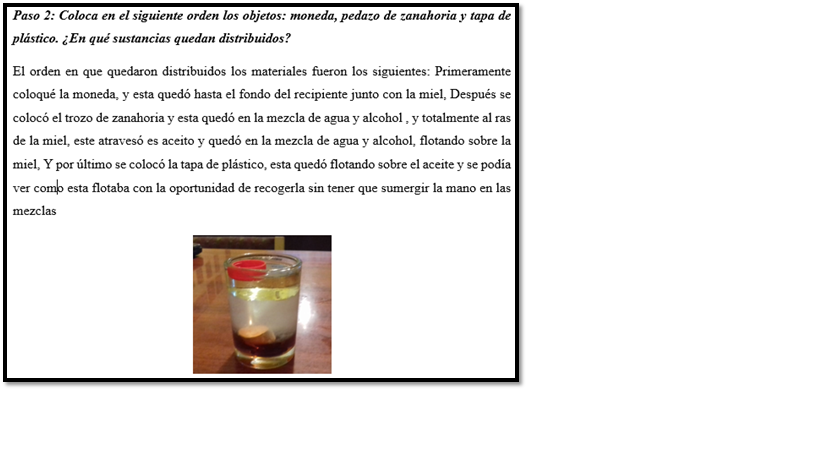 Paso 2: Coloca en el siguiente orden los objetos: moneda, pedazo de zanahoria y tapa de
plástico. ¿En qué sustancias quedan distribuidos?
El orden en que quedaron distribuidos los materiales fueron los siguientes: Primeramente
coloqué la moneda, y esta quedó hasta el fondo del recipiente junto con la miel, Después se
colocó el trozo de zanahoria y esta quedó en la mezcla de agua y alcohol , y totalmente al ras
de la miel, este atravesó es aceito y quedó en la mezcla de agua y alcohol, flotando sobre la
miel, Y por último se colocó la tapa de plástico, esta quedó flotando sobre el aceite y se podía
ver como esta flotaba con la oportunidad de recogerla sin tener que sumergir la mano en las
mezclas